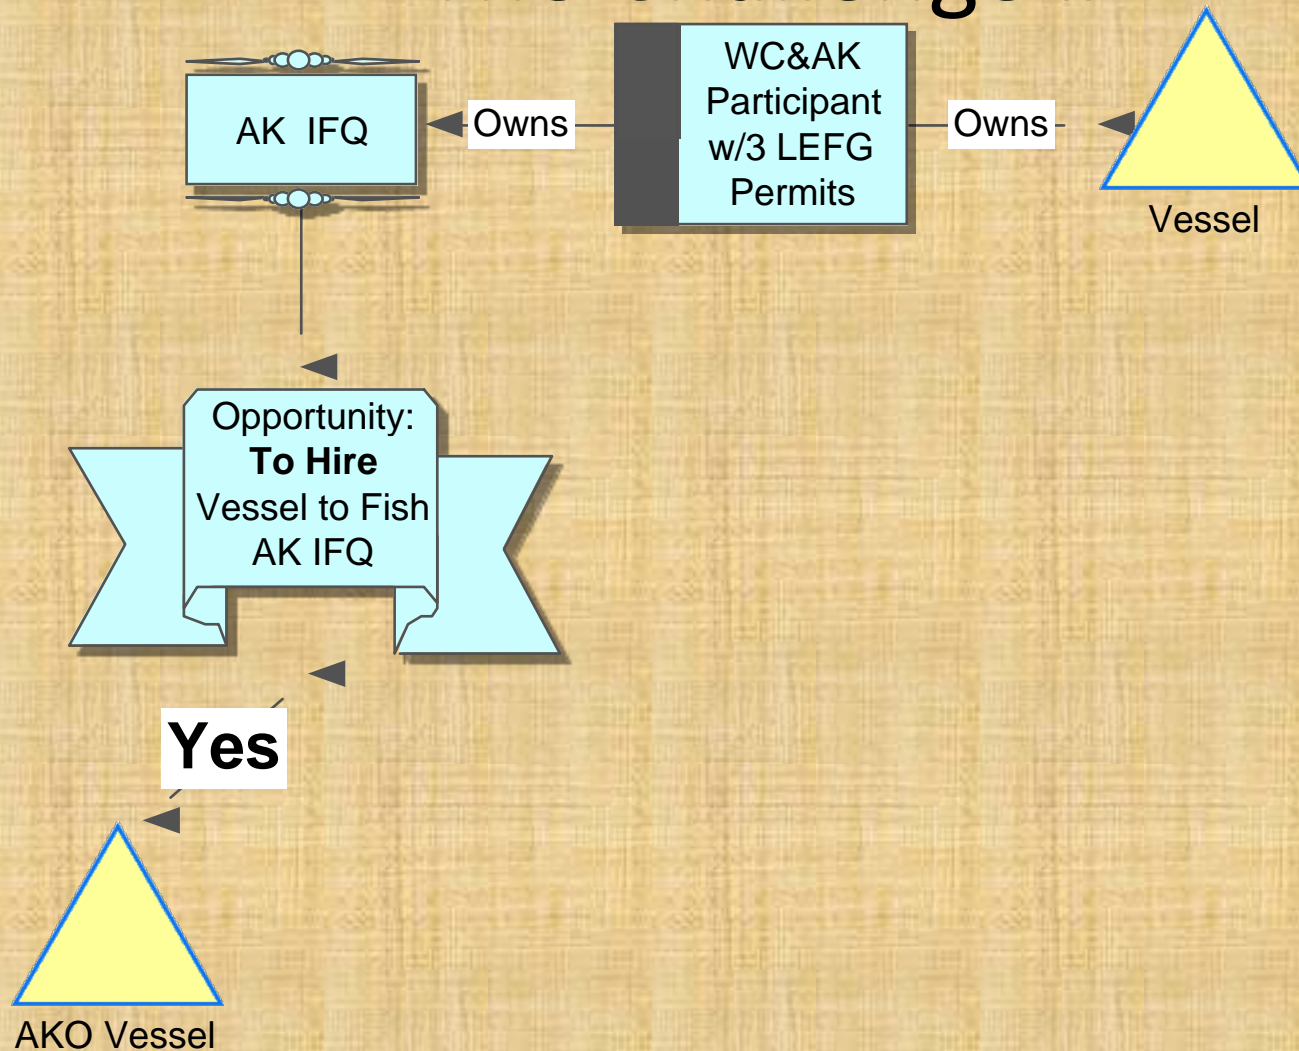 AK IFQ
Owns
WC&AK
Participant
w/3 LEFG
Permits
Owns
Vessel
Opportunity:
To Hire
Vessel to Fish
AK IFQ
Yes
AKO Vessel